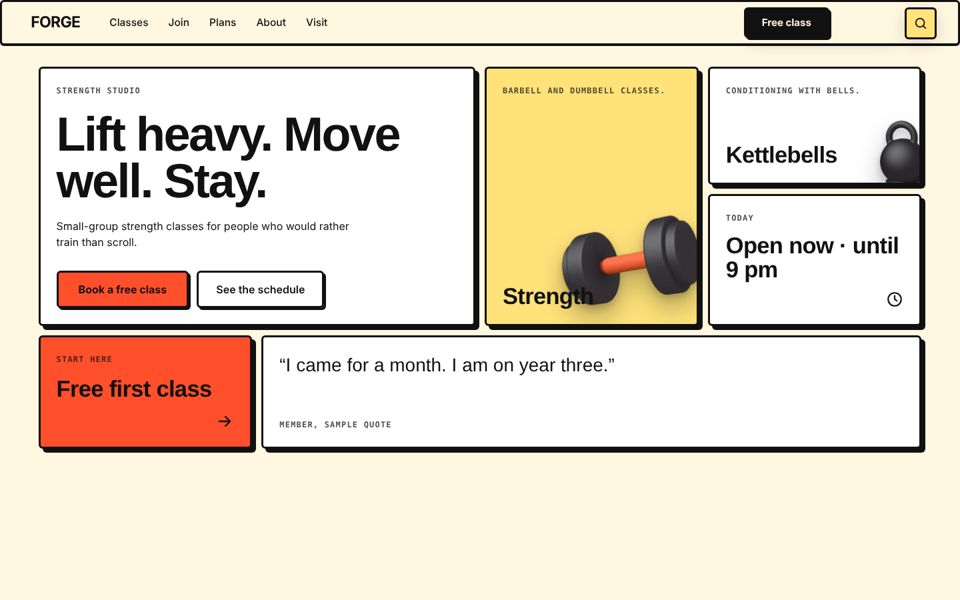 FORGE
Classes
Join
Plans
About
Visit
Free class
STRENGTH STUDIO
Lift heavy. Move
well. Stay.
Small-group strength classes for people who would rather
train than scroll.
Book a free class
See the schedule
BARBELL AND DUMBBELL CLASSES.
Strength
CONDITIONING WITH BELLS.
Kettlebells
TODAY
Open now · until
9 pm
START HERE
Free first class
“I came for a month. I am on year three.”
MEMBER, SAMPLE QUOTE